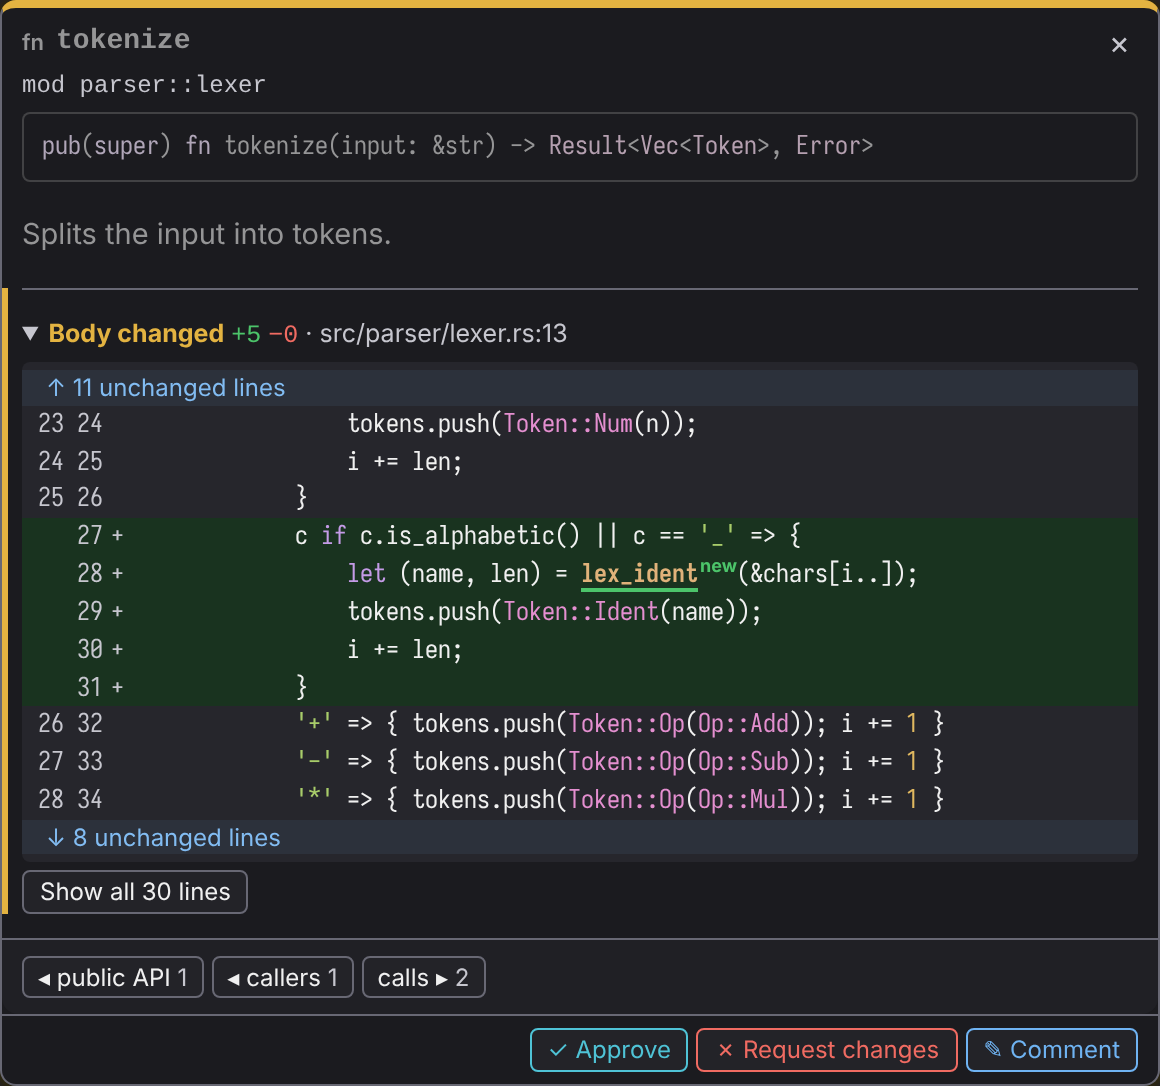 fn tokenize
×
mod parser::lexer
pub(super) fn tokenize(input: &str) -> Result<Vec<Token>, Error>
Splits the input into tokens.
▼ Body changed +5 −0 · src/parser/lexer.rs:13
↑ 11 unchanged lines
23 24 tokens.push(Token::Num(n));
24 25 i += len;
25 26 }
27 + c if c.is_alphabetic() || c == '_' => {
28 + let (name, len) = lex_ident new (&chars[i..]);
29 + tokens.push(Token::Ident(name));
30 + i += len;
31 + }
26 32 '+' => { tokens.push(Token::Op(Op::Add)); i += 1 }
27 33 '-' => { tokens.push(Token::Op(Op::Sub)); i += 1 }
28 34 '*' => { tokens.push(Token::Op(Op::Mul)); i += 1 }
↓ 8 unchanged lines
Show all 30 lines
◂ public API 1 ◂ callers 1 calls ▸ 2
✓ Approve × Request changes ✎ Comment